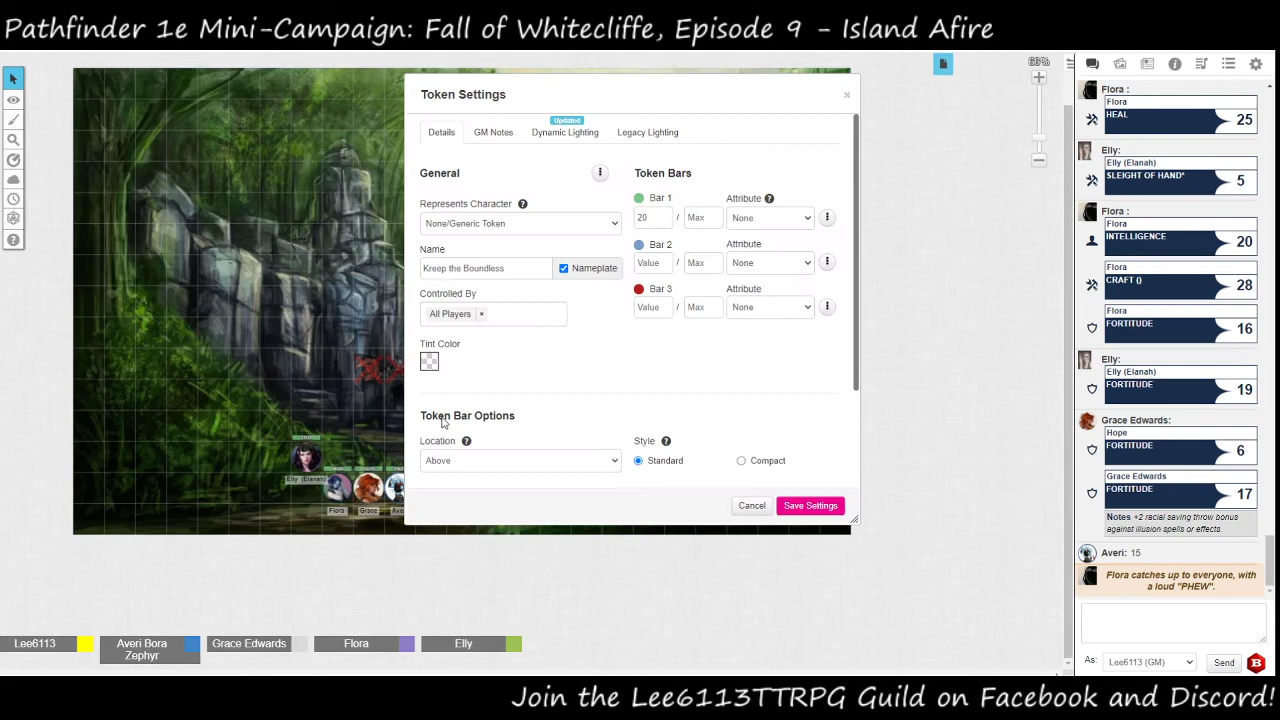 Pathfinder 1e Mini-Campaign: Fall of Whitecliffe, Episode 9 - Island Afire
Token Settings
×
Updated
Details
GM Notes
Dynamic Lighting
Legacy Lighting
General
Token Bars
Represents Character ?
None/Generic Token
Name
Kreep the Boundless
Nameplate
Controlled By
All Players ×
Tint Color
Bar 1
Attribute ?
20 / Max
None
Bar 2
Attribute
Value / Max
None
Bar 3
Attribute
Value / Max
None
Token Bar Options
Location ?
Above
Style ?
Standard
Compact
Cancel
Save Settings
Elly (Elanah)
Flora
Grace
Ave
Flora :
Flora
HEAL
25
Elly:
Elly (Elanah)
SLEIGHT OF HAND*
5
Flora :
Flora
INTELLIGENCE
20
Flora
CRAFT ()
28
Flora
FORTITUDE
16
Elly:
Elly (Elanah)
FORTITUDE
19
Grace Edwards:
Hope
FORTITUDE
6
Grace Edwards
FORTITUDE
17
Notes +2 racial saving throw bonus
against illusion spells or effects
Averi: 15
Flora catches up to everyone, with
a loud "PHEW".
As:
Lee6113 (GM)
Send
Lee6113
Averi Bora
Zephyr
Grace Edwards
Flora
Elly
Join the Lee6113TTRPG Guild on Facebook and Discord!